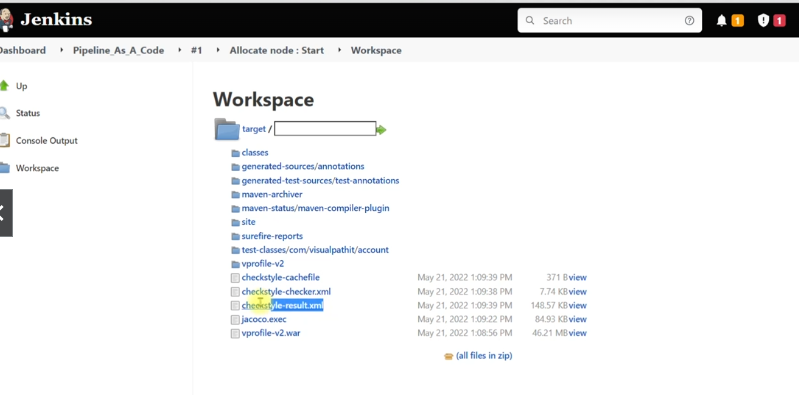 Jenkins
Search
1
1
Dashboard Pipeline_As_A_Code #1 Allocate node : Start Workspace
Up
Status
Console Output
Workspace
Workspace
target /
classes
generated-sources/annotations
generated-test-sources/test-annotations
maven-archiver
maven-status/maven-compiler-plugin
site
surefire-reports
test-classes/com/visualpathit/account
vprofile-v2
checkstyle-cachefile May 21, 2022 1:09:39 PM 371 B view
checkstyle-checker.xml May 21, 2022 1:09:38 PM 7.74 KB view
checkstyle-result.xml May 21, 2022 1:09:39 PM 148.57 KB view
jacoco.exec May 21, 2022 1:09:22 PM 84.93 KB view
vprofile-v2.war May 21, 2022 1:08:56 PM 46.21 MB view
(all files in zip)